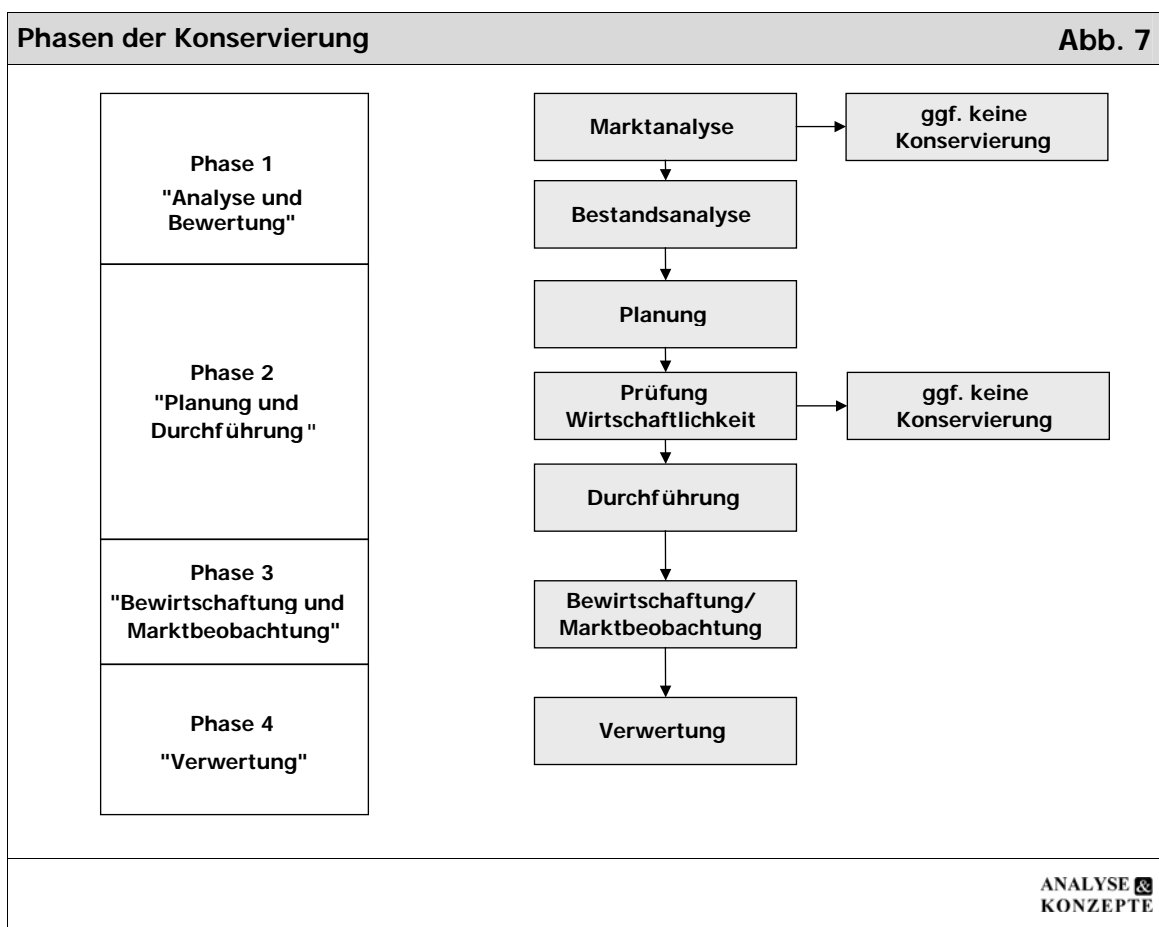 Phasen der Konservierung
Abb. 7
Phase 1
"Analyse und
Bewertung"
Phase 2
"Planung und
Durchführung"
Phase 3
"Bewirtschaftung und
Marktbeobachtung"
Phase 4
"Verwertung"
Marktanalyse
ggf. keine
Konservierung
Bestandsanalyse
Planung
Prüfung
Wirtschaftlichkeit
ggf. keine
Konservierung
Durchführung
Bewirtschaftung/
Marktbeobachtung
Verwertung
ANALYSE &
KONZEPTE